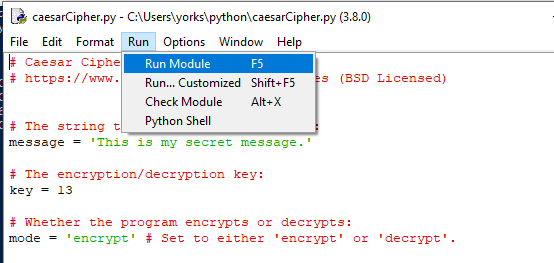 caesarCipher.py - C:\Users\yorks\python\caesarCipher.py (3.8.0)
File Edit Format Run Options Window Help
Run Module F5
Run... Customized Shift+F5
Check Module Alt+X
Python Shell
# Caesar Ciphe
# https://www. es (BSD Licensed)
# The string t :
message = 'This is my secret message.'
# The encryption/decryption key:
key = 13
# Whether the program encrypts or decrypts:
mode = 'encrypt' # Set to either 'encrypt' or 'decrypt'.